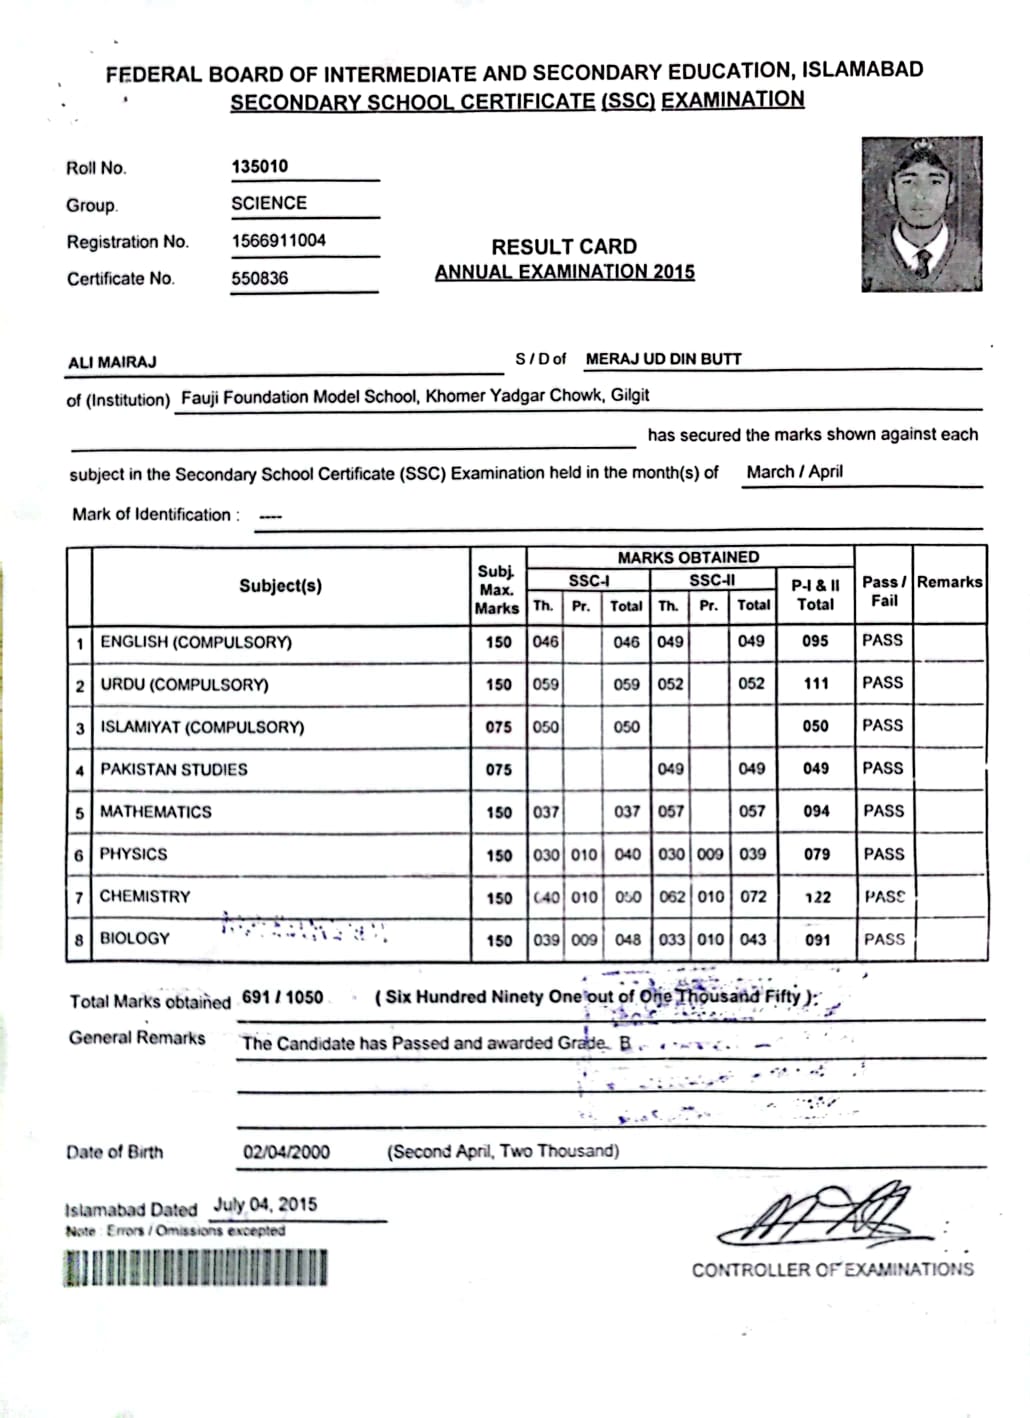 FEDERAL BOARD OF INTERMEDIATE AND SECONDARY EDUCATION, ISLAMABAD
SECONDARY SCHOOL CERTIFICATE (SSC) EXAMINATION
Roll No. 135010
Group. SCIENCE
Registration No. 1566911004
Certificate No. 550836
RESULT CARD
ANNUAL EXAMINATION 2015
ALI MAIRAJ S / D of MERAJ UD DIN BUTT
of (Institution) Fauji Foundation Model School, Khomer Yadgar Chowk, Gilgit
has secured the marks shown against each
subject in the Secondary School Certificate (SSC) Examination held in the month(s) of March / April
Mark of Identification : ----
Subject(s) Subj. Max. Marks MARKS OBTAINED Pass / Fail Remarks
SSC-I SSC-II P-I & II Total
Th. Pr. Total Th. Pr. Total
1 ENGLISH (COMPULSORY) 150 046 046 049 049 095 PASS
2 URDU (COMPULSORY) 150 059 059 052 052 111 PASS
3 ISLAMIYAT (COMPULSORY) 075 050 050 050 PASS
4 PAKISTAN STUDIES 075 049 049 049 PASS
5 MATHEMATICS 150 037 037 057 057 094 PASS
6 PHYSICS 150 030 010 040 030 009 039 079 PASS
7 CHEMISTRY 150 040 010 050 062 010 072 122 PASS
8 BIOLOGY 150 039 009 048 033 010 043 091 PASS
Total Marks obtained 691 / 1050 ( Six Hundred Ninety One out of One Thousand Fifty ).
General Remarks The Candidate has Passed and awarded Grade B
Date of Birth 02/04/2000 (Second April, Two Thousand)
Islamabad Dated July 04, 2015
Note : Errors / Omissions excepted
CONTROLLER OF EXAMINATIONS